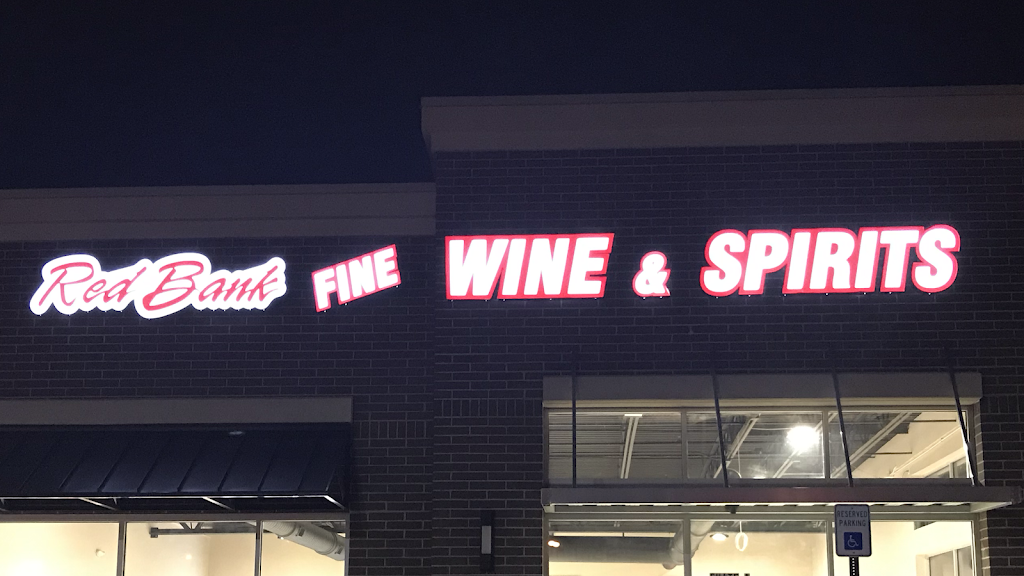 Red Bank FINE WINE & SPIRITS
RESERVED
PARKING